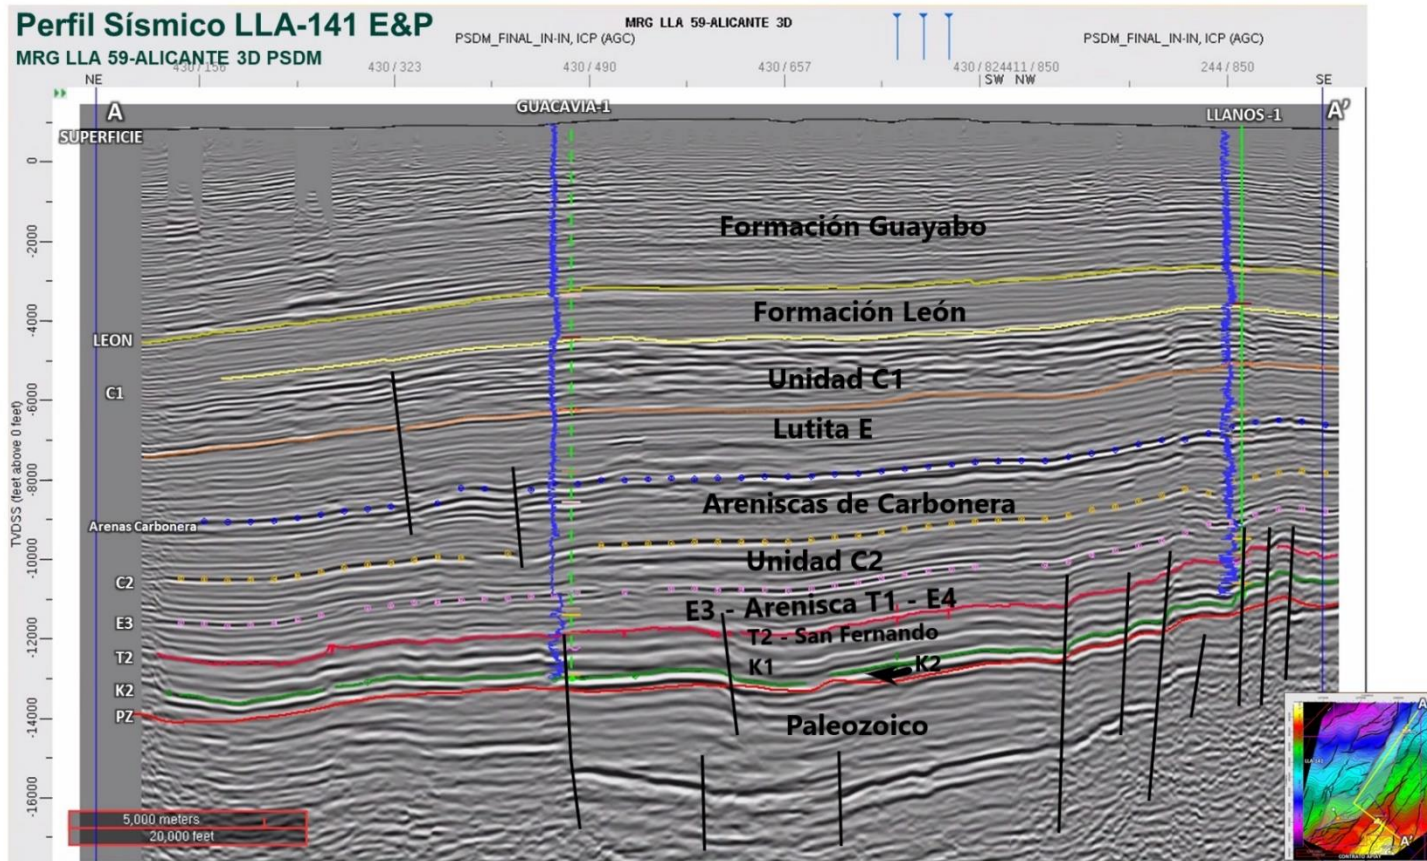 Perfil Sísmico LLA-141 E&P
MRG LLA 59-ALICANTE 3D PSDM
MRG LLA 59-ALICANTE 3D
PSDM_FINAL_IN-IN, ICP (AGC)
PSDM_FINAL_IN-IN, ICP (AGC)
430/156
430/323
430/490
430/657
430/824411/850
244/850
NE
SW NW
SE
A
GUACAVIA-1
LLANOS-1
A'
SUPERFICIE
0
-2000
-4000
-6000
-8000
-10000
-12000
-14000
-16000
TVDSS (feet above 0 feet)
Formación Guayabo
Formación León
LEON
Unidad C1
C1
Lutita E
Areniscas de Carbonera
Arenas Carbonera
Unidad C2
C2
E3 - Arenisca T1 - E4
E3
T2 - San Fernando
T2
K1
K2
K2
PZ
Paleozoico
5,000 meters
20,000 feet
A
LLA-141
A'